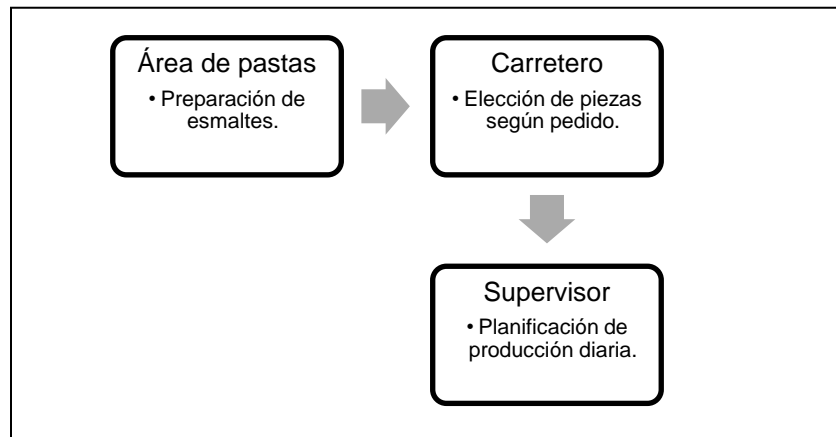 Área de pastas
• Preparación de
esmaltes.
Carretero
• Elección de piezas
según pedido.
Supervisor
• Planificación de
producción diaria.